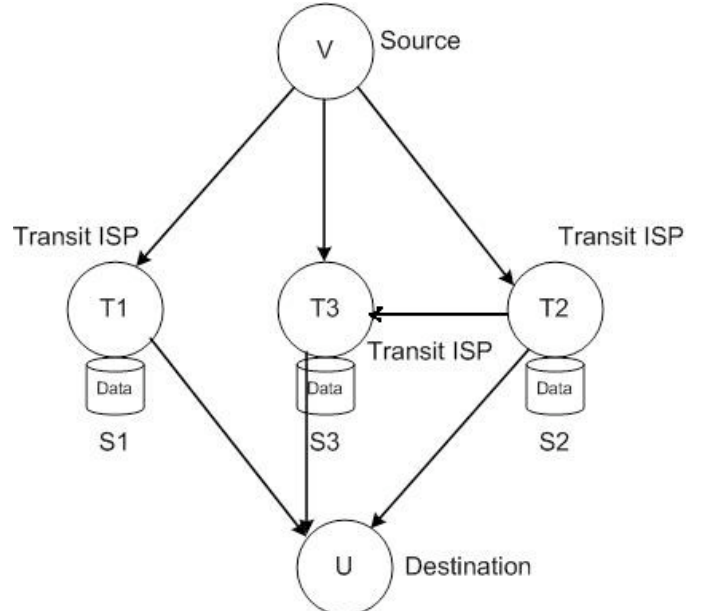 V
Source
Transit ISP
Transit ISP
T1
T3
T2
Transit ISP
Data
Data
Data
S1
S3
S2
U
Destination